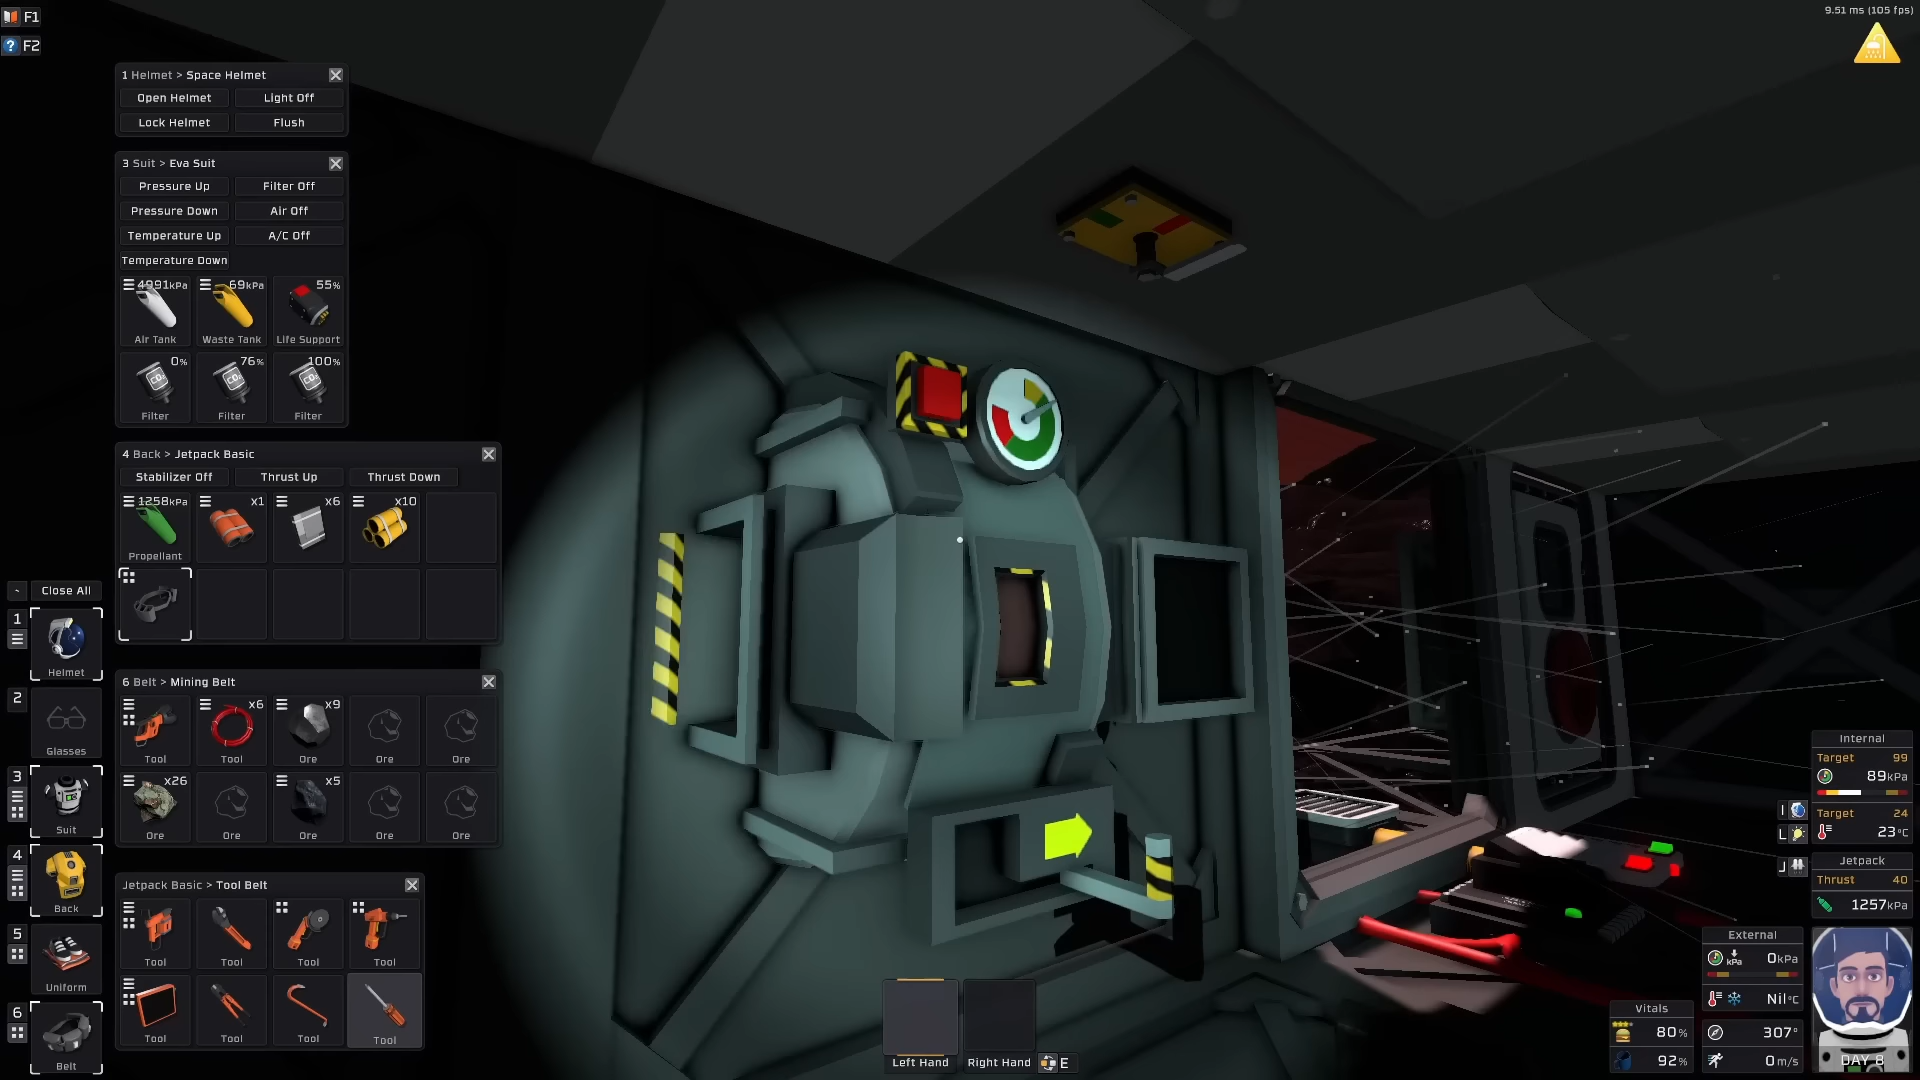 F1
F2
9.51 ms (105 fps)
1 Helmet > Space Helmet
Open Helmet
Light Off
Lock Helmet
Flush
3 Suit > Eva Suit
Pressure Up
Filter Off
Pressure Down
Air Off
Temperature Up
A/C Off
Temperature Down
4991kPa
69kPa
55%
Air Tank
Waste Tank
Life Support
0%
76%
100%
CO₂
CO₂
CO₂
Filter
Filter
Filter
4 Back > Jetpack Basic
Stabilizer Off
Thrust Up
Thrust Down
1258kPa
x1
x6
x10
Propellant
6 Belt > Mining Belt
x6
x9
Tool
Tool
Ore
Ore
Ore
x26
x5
Ore
Ore
Ore
Ore
Ore
Jetpack Basic > Tool Belt
Tool
Tool
Tool
Tool
Tool
Tool
Tool
Tool
~
Close All
1
Helmet
2
Glasses
3
Suit
4
Back
5
Uniform
6
Belt
Left Hand
Right Hand
E
Internal
Target 99
89kPa
Target 24
23°C
I
L
J
Jetpack
Thrust 40
1257kPa
External
kPa
0kPa
Nil°C
307°
0m/s
Vitals
80%
92%
DAY 8